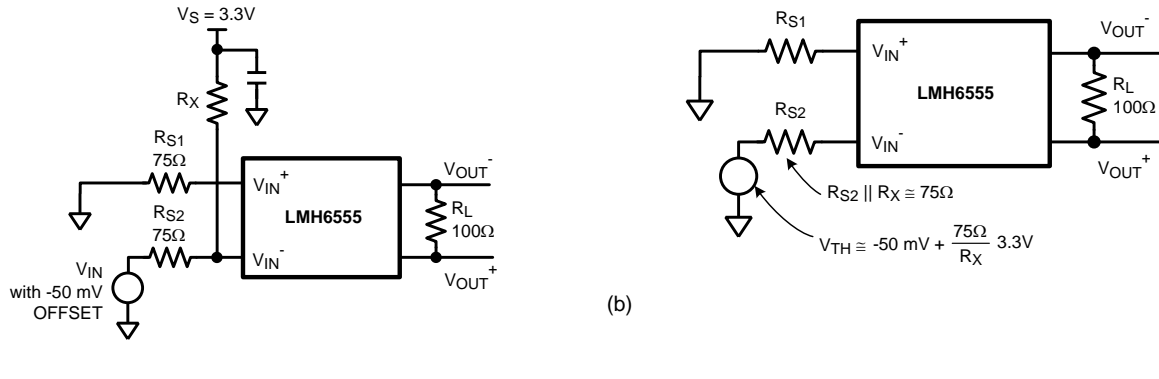 V_S = 3.3V
R_X
R_S1
75Ω
R_S2
75Ω
V_IN
with -50 mV
OFFSET
V_IN^+
LMH6555
V_IN^-
V_OUT^-
R_L
100Ω
V_OUT^+
(b)
R_S1
R_S2
V_IN^+
LMH6555
V_IN^-
V_OUT^-
R_L
100Ω
V_OUT^+
R_S2 || R_X ≅ 75Ω
V_TH ≅ -50 mV + 75Ω/R_X 3.3V